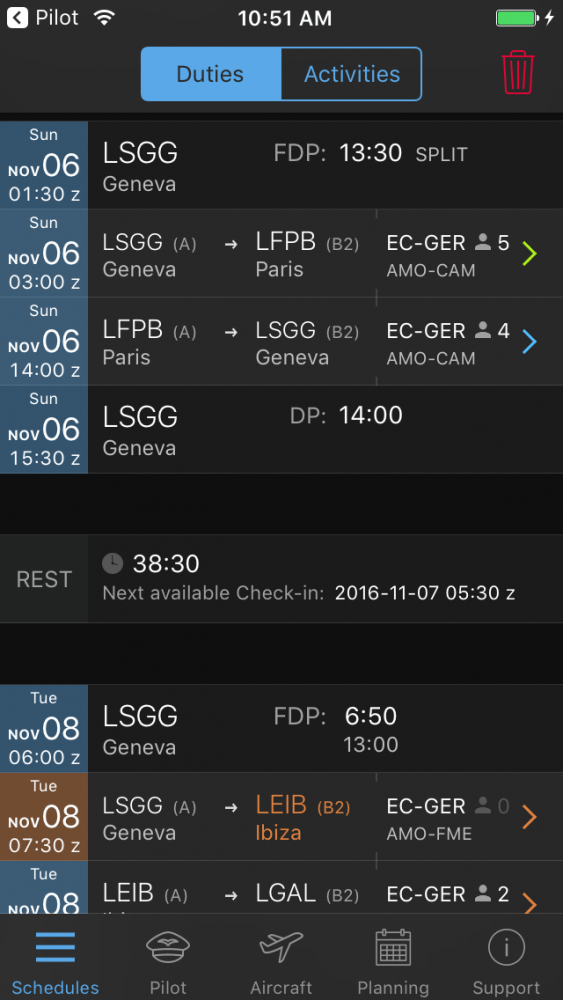 Pilot 10:51 AM
Duties Activities
Sun
NOV 06
01:30 z
LSGG FDP: 13:30 SPLIT
Geneva
Sun
NOV 06
03:00 z
LSGG (A) → LFPB (B2) EC-GER 5
Geneva Paris AMO-CAM
Sun
NOV 06
14:00 z
LFPB (A) → LSGG (B2) EC-GER 4
Paris Geneva AMO-CAM
Sun
NOV 06
15:30 z
LSGG DP: 14:00
Geneva
REST
38:30
Next available Check-in: 2016-11-07 05:30 z
Tue
NOV 08
06:00 z
LSGG FDP: 6:50
Geneva 13:00
Tue
NOV 08
07:30 z
LSGG (A) → LEIB (B2) EC-GER 0
Geneva Ibiza AMO-FME
Tue
NOV 08
LEIB (A) → LGAL (B2) EC-GER 2
Schedules Pilot Aircraft Planning Support